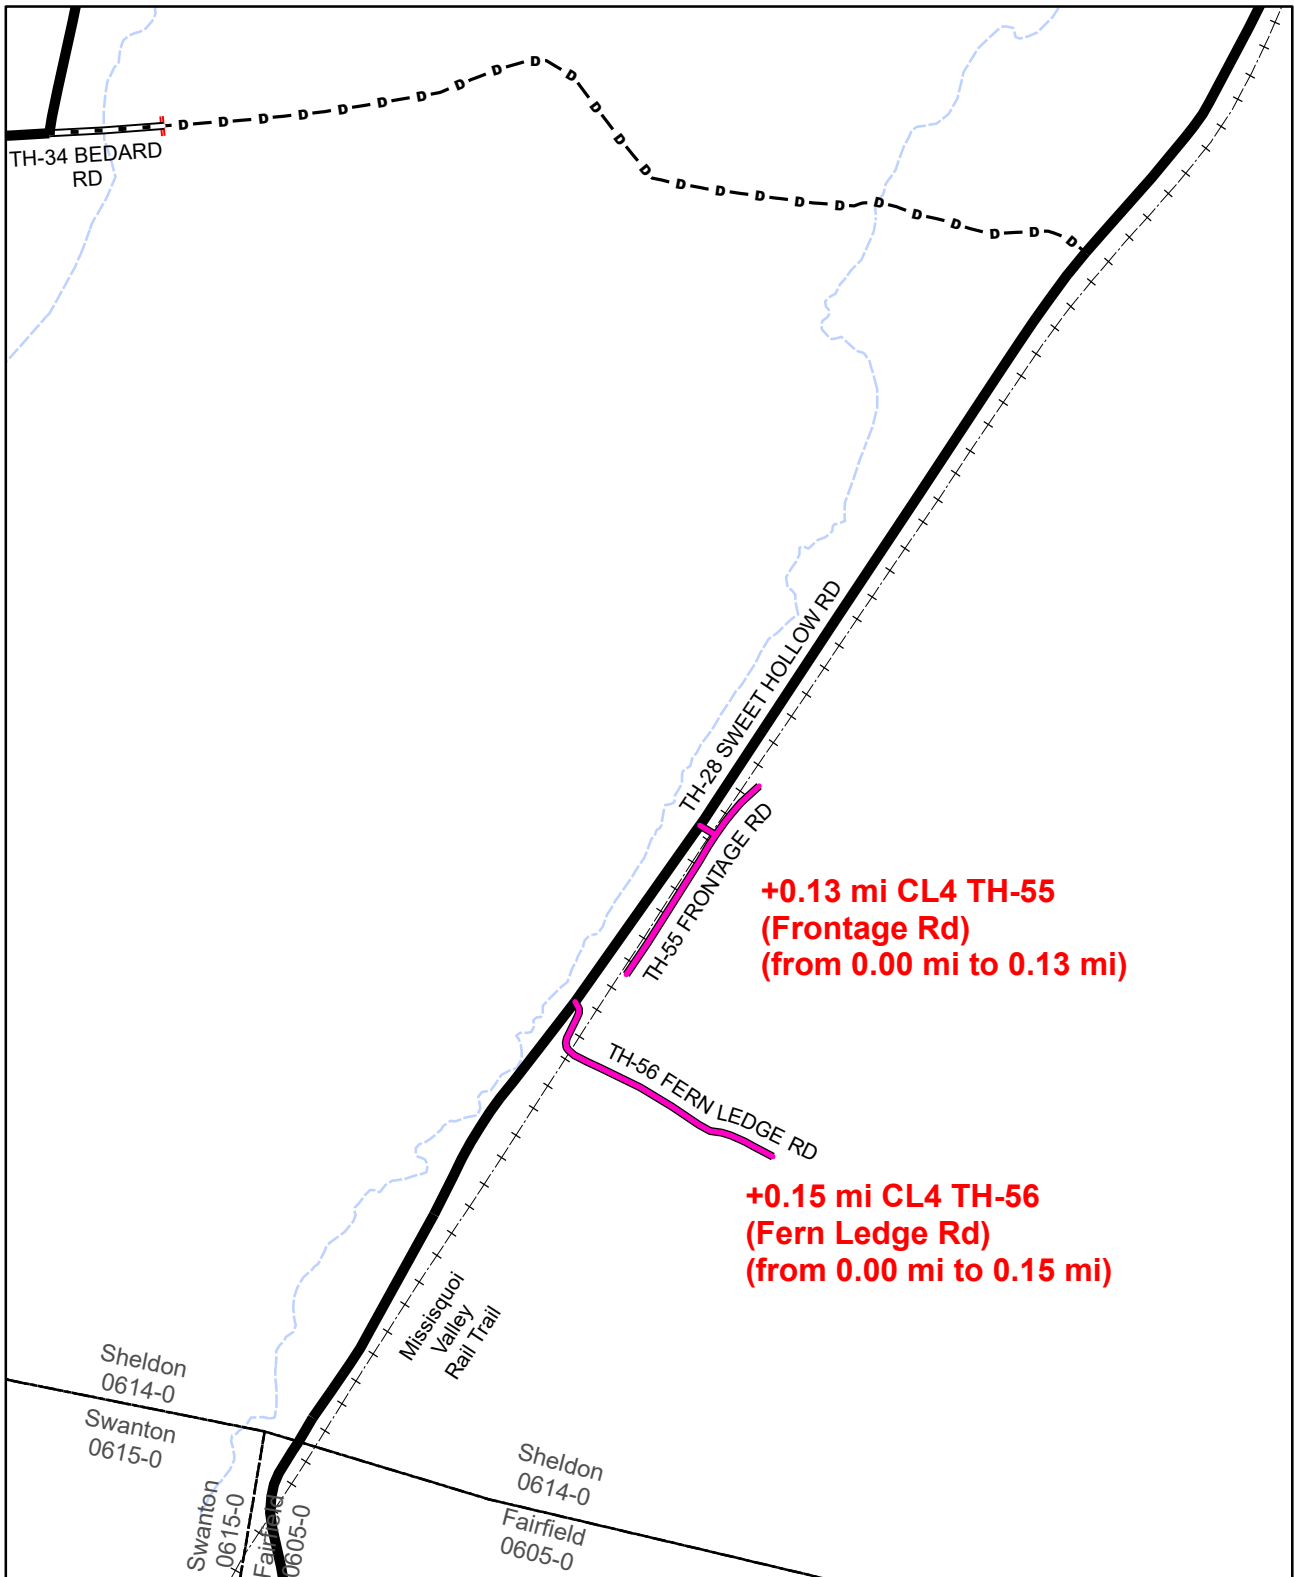 D D D D D D D D D D D D D D D D D D D D D D D D D
TH-34 BEDARD
RD
TH-28 SWEET HOLLOW RD
TH-55 FRONTAGE RD
+0.13 mi CL4 TH-55
(Frontage Rd)
(from 0.00 mi to 0.13 mi)
TH-56 FERN LEDGE RD
+0.15 mi CL4 TH-56
(Fern Ledge Rd)
(from 0.00 mi to 0.15 mi)
Missisquoi
Valley
Rail Trail
Sheldon
0614-0
Swanton
0615-0
Sheldon
0614-0
Fairfield
0605-0
Swanton
0615-0
Fairfield
0605-0